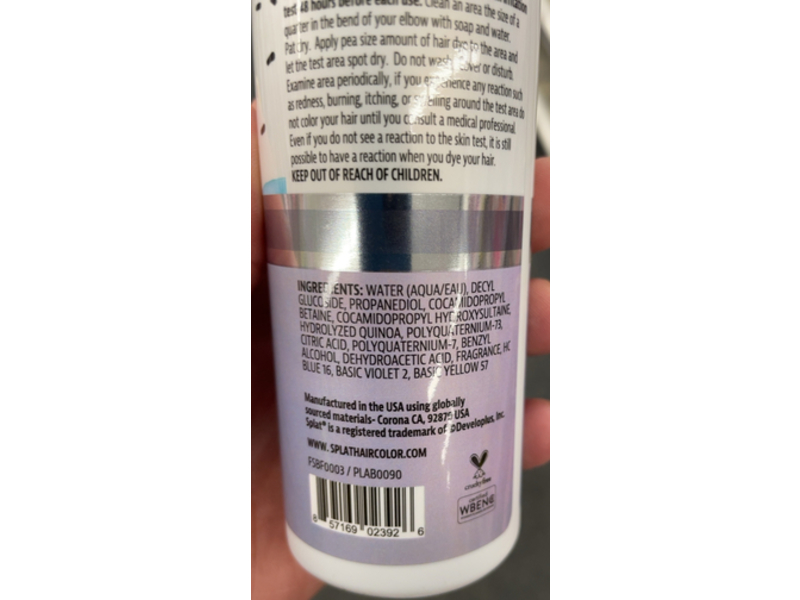 test 48 hours before each use. Clean an area the size of a
quarter in the bend of your elbow with soap and water.
Pat dry. Apply pea size amount of hair dye to the area and
let the test area spot dry. Do not wash, cover or disturb.
Examine area periodically, if you experience any reaction such
as redness, burning, itching, or swelling around the test area do
not color your hair until you consult a medical professional.
Even if you do not see a reaction to the skin test, it is still
possible to have a reaction when you dye your hair.
KEEP OUT OF REACH OF CHILDREN.
INGREDIENTS: WATER (AQUA/EAU), DECYL
GLUCOSIDE, PROPANEDIOL, COCAMIDOPROPYL
BETAINE, COCAMIDOPROPYL HYDROXYSULTAINE,
HYDROLYZED QUINOA, POLYQUATERNIUM-73,
CITRIC ACID, POLYQUATERNIUM-7, BENZYL
ALCOHOL, DEHYDROACETIC ACID, FRAGRANCE, HC
BLUE 16, BASIC VIOLET 2, BASIC YELLOW 57
Manufactured in the USA using globally
sourced materials- Corona CA, 92879 USA
Splat® is a registered trademark of ©Developlus, Inc.
WWW.SPLATHAIRCOLOR.COM
FSBF0003 / PLAB0090
crueltyfree
certified
WBENC
8 57169 02392 6